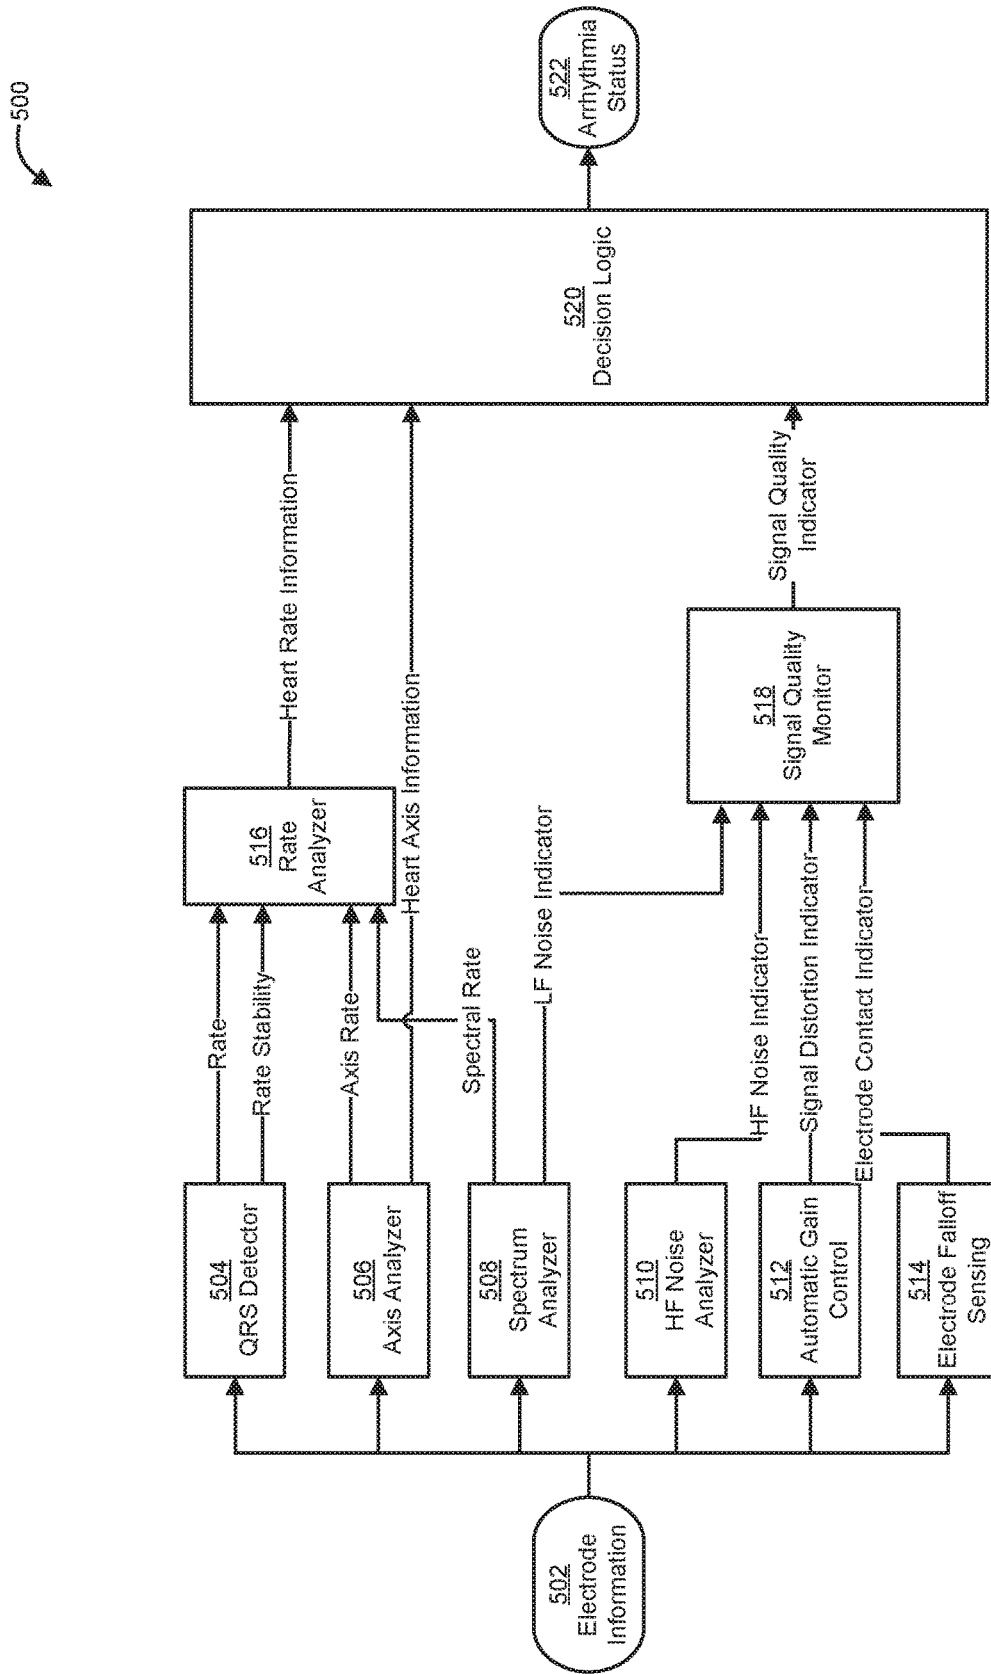 500
502
Electrode
Information
504
QRS Detector
506
Axis Analyzer
508
Spectrum
Analyzer
510
HF Noise
Analyzer
512
Automatic Gain
Control
514
Electrode Falloff
Sensing
Rate
Rate Stability
Axis Rate
Heart Axis Information
Spectral Rate
LF Noise Indicator
HF Noise Indicator
Signal Distortion Indicator
Electrode Contact Indicator
516
Rate
Analyzer
518
Signal Quality
Monitor
Heart Rate Information
Signal Quality
Indicator
520
Decision Logic
522
Arrhythmia
Status